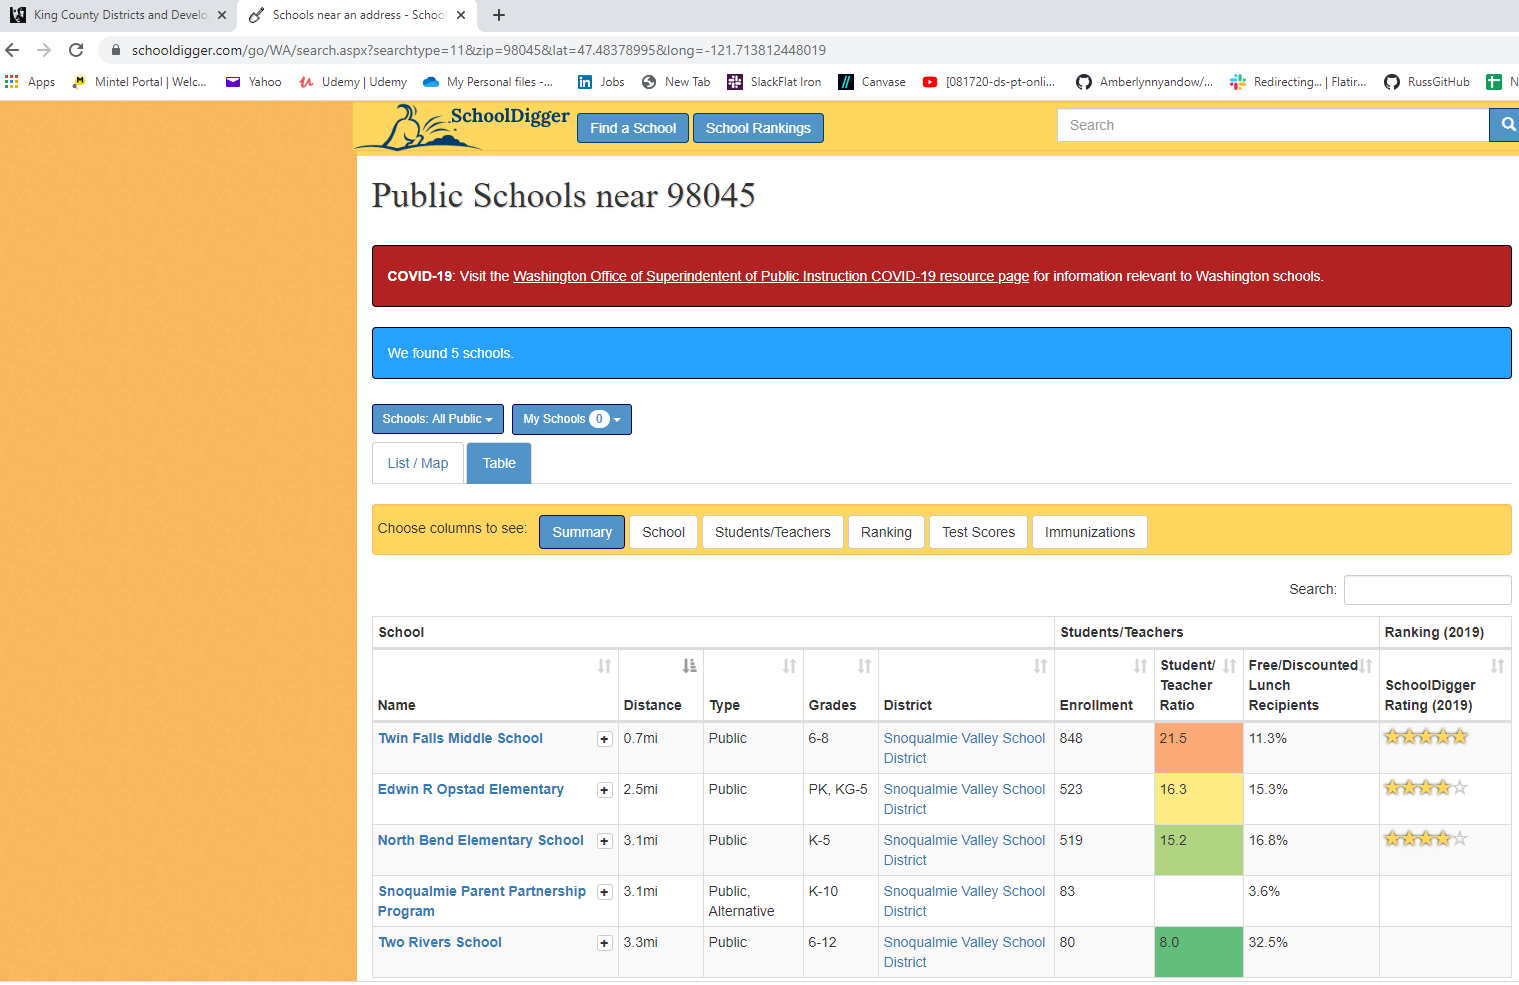 King County Districts and Develo
Schools near an address - School
schooldigger.com/go/WA/search.aspx?searchtype=11&zip=98045&lat=47.48378995&long=-121.713812448019
Apps Mintel Portal | Welc... Yahoo Udemy | Udemy My Personal files -... Jobs New Tab SlackFlat Iron Canvase [081720-ds-pt-onli... Amberlynnyandow/... Redirecting... | Flatir... RussGitHub N
SchoolDigger Find a School School Rankings Search
Public Schools near 98045
COVID-19: Visit the Washington Office of Superindentent of Public Instruction COVID-19 resource page for information relevant to Washington schools.
We found 5 schools.
Schools: All Public My Schools 0
List / Map Table
Choose columns to see: Summary School Students/Teachers Ranking Test Scores Immunizations
Search:
School Students/Teachers Ranking (2019)
Name Distance Type Grades District Enrollment Student/ Teacher Ratio Free/Discounted Lunch Recipients SchoolDigger Rating (2019)
Twin Falls Middle School + 0.7mi Public 6-8 Snoqualmie Valley School District 848 21.5 11.3%
Edwin R Opstad Elementary + 2.5mi Public PK, KG-5 Snoqualmie Valley School District 523 16.3 15.3%
North Bend Elementary School + 3.1mi Public K-5 Snoqualmie Valley School District 519 15.2 16.8%
Snoqualmie Parent Partnership Program + 3.1mi Public, Alternative K-10 Snoqualmie Valley School District 83 3.6%
Two Rivers School + 3.3mi Public 6-12 Snoqualmie Valley School District 80 8.0 32.5%